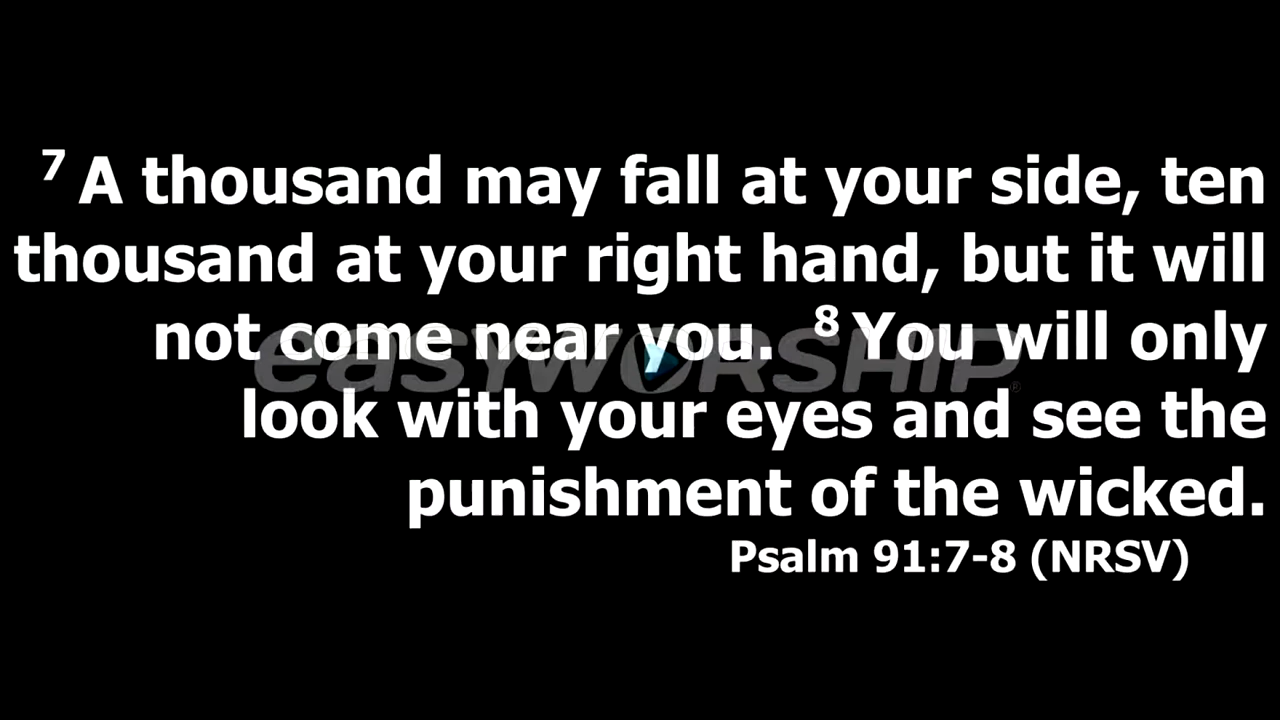 7 A thousand may fall at your side, ten
thousand at your right hand, but it will
not come near you. 8 You will only
look with your eyes and see the
punishment of the wicked.
Psalm 91:7-8 (NRSV)
easyworship®